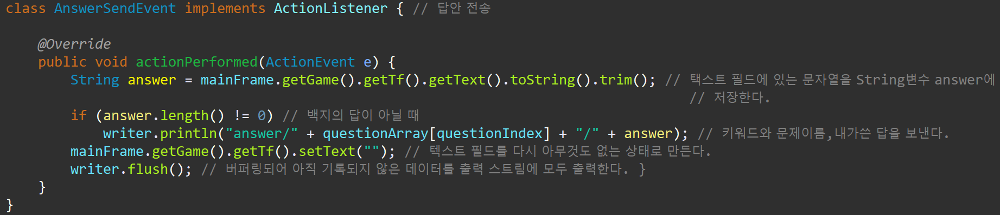 class AnswerSendEvent implements ActionListener { // 답안 전송
@Override
public void actionPerformed(ActionEvent e) {
String answer = mainFrame.getGame().getTf().getText().toString().trim(); // 택스트 필드에 있는 문자열을 String변수 answer에
// 저장한다.
if (answer.length() != 0) // 백지의 답이 아닐 때
writer.println("answer/" + questionArray[questionIndex] + "/" + answer); // 키워드와 문제이름,내가쓴 답을 보낸다.
mainFrame.getGame().getTf().setText(""); // 텍스트 필드를 다시 아무것도 없는 상태로 만든다.
writer.flush(); // 버퍼링되어 아직 기록되지 않은 데이터를 출력 스트림에 모두 출력한다. }
}
}